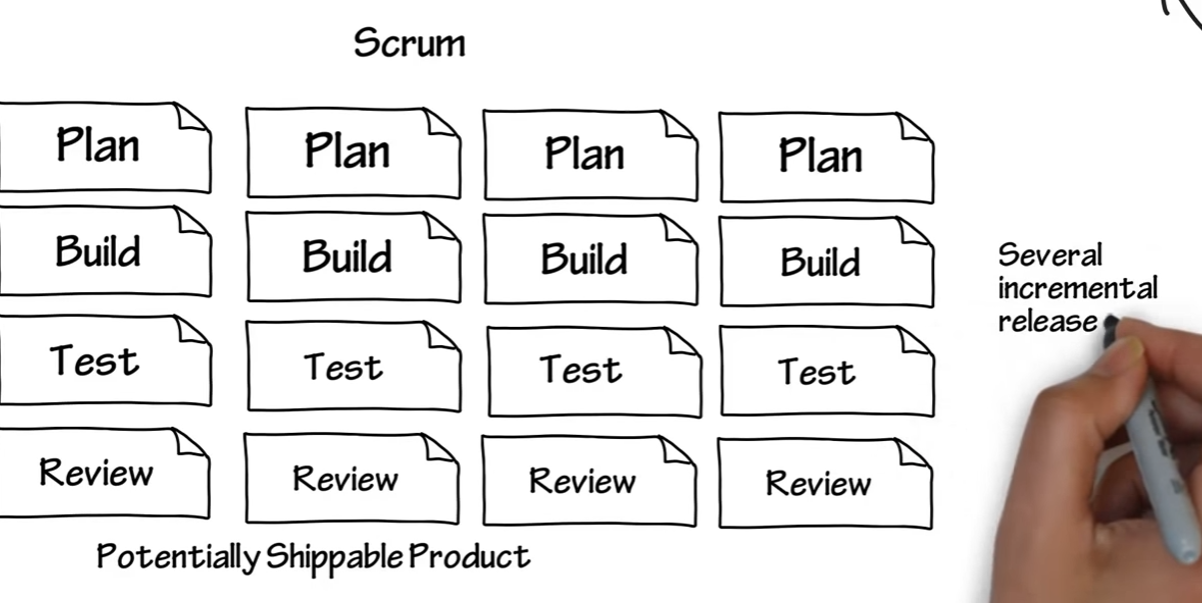 Scrum
Plan Plan Plan Plan
Build Build Build Build
Test Test Test Test
Review Review Review Review
Potentially Shippable Product
Several
incremental
release